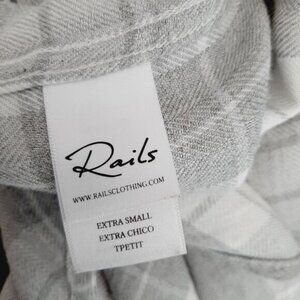 Rails
WWW.RAILSCLOTHING.COM
EXTRA SMALL
EXTRA CHICO
TPETIT